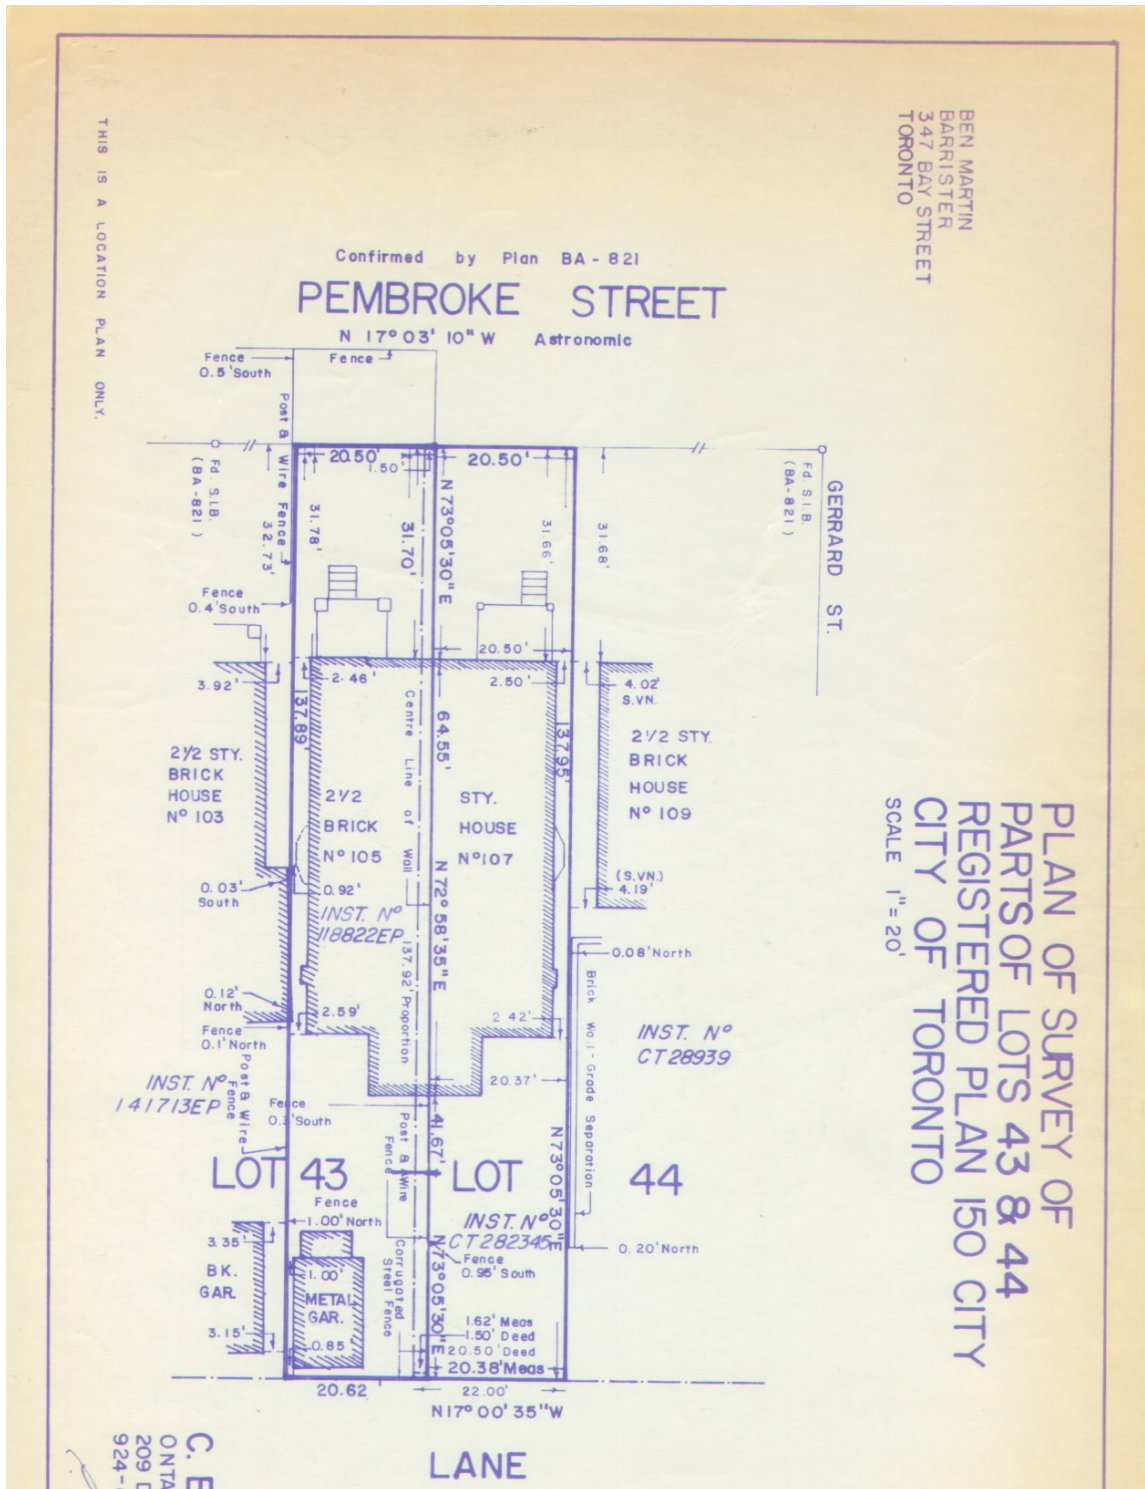 BEN MARTIN
BARRISTER
347 BAY STREET
TORONTO
THIS IS A LOCATION PLAN ONLY.
Confirmed by Plan BA-821
PEMBROKE STREET
N 17° 03' 10" W Astronomic
Fence
0.5' South
Fence
Post & Wire Fence
Fd. S.I.B.
(BA-821)
20.50'
1.50'
20.50'
Fd. S.I.B.
(BA-821)
GERRARD ST.
32.73'
31.78'
31.70'
N 73° 05' 30" E
31.66'
31.68'
Fence
0.4' South
20.50'
3.92'
2.46'
2.50'
4.02'
S.VN.
137.89'
Centre Line of Wall
64.55'
137.95'
2 1/2 STY.
BRICK
HOUSE
Nº 103
2 1/2
BRICK
Nº 105
STY.
HOUSE
Nº 107
2 1/2 STY.
BRICK
HOUSE
Nº 109
(S.VN.)
4.19'
0.03'
South
0.92'
INST. Nº
118822EP
N 72° 58' 35" E
137.92' Proportion
0.08' North
0.12'
North
2.59'
2.42'
Fence
0.1' North
Brick Wall - Grade Separation
INST. Nº
CT28939
INST. Nº
141713EP
Post & Wire
Fence
20.37'
Fence
0.3' South
41.67'
Post & Wire
Fence
N 73° 05' 30" E
LOT 43
LOT 44
Fence
1.00' North
INST. Nº
CT282345
0.20' North
3.35'
BK.
GAR.
3.15'
1.00'
METAL
GAR.
0.85'
Corrugated
Steel Fence
N 73° 05' 30" E
Fence
0.95' South
1.62' Meas
1.50' Deed
20.50' Deed
20.38' Meas
20.62'
22.00'
N 17° 00' 35" W
LANE
PLAN OF SURVEY OF
PARTS OF LOTS 43 & 44
REGISTERED PLAN 150 CITY
CITY OF TORONTO
SCALE 1" = 20'
C. E
ONTA
209 D
924-